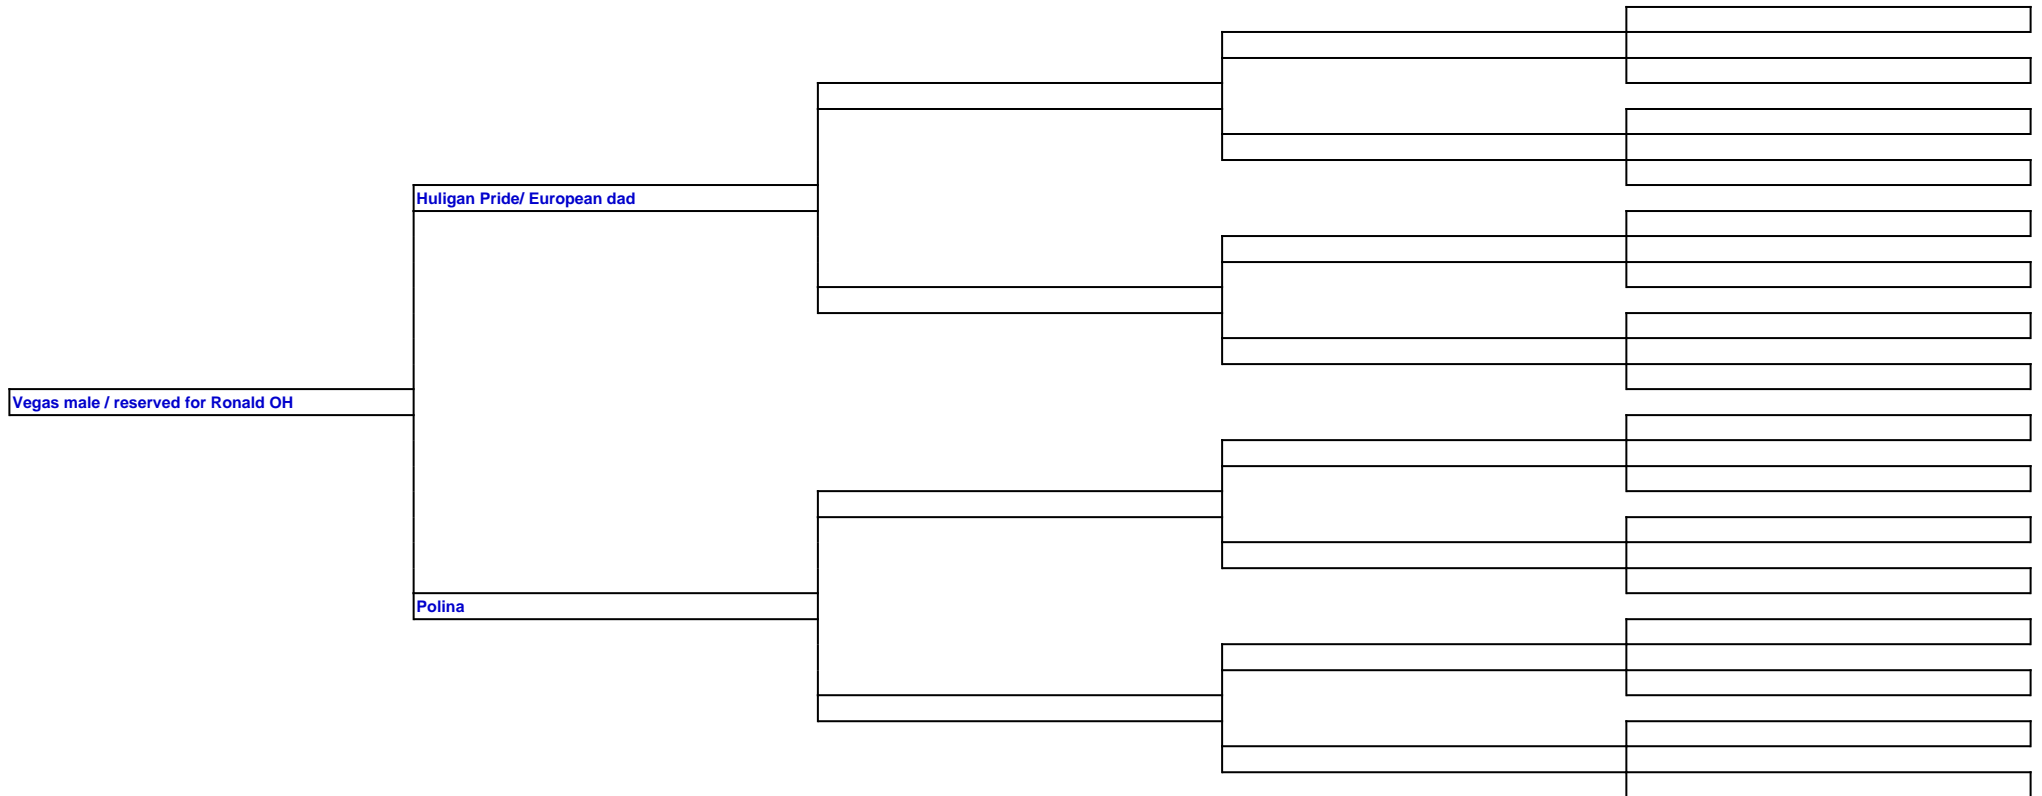 Huligan Pride/ European dad
Vegas male / reserved for Ronald OH
Polina